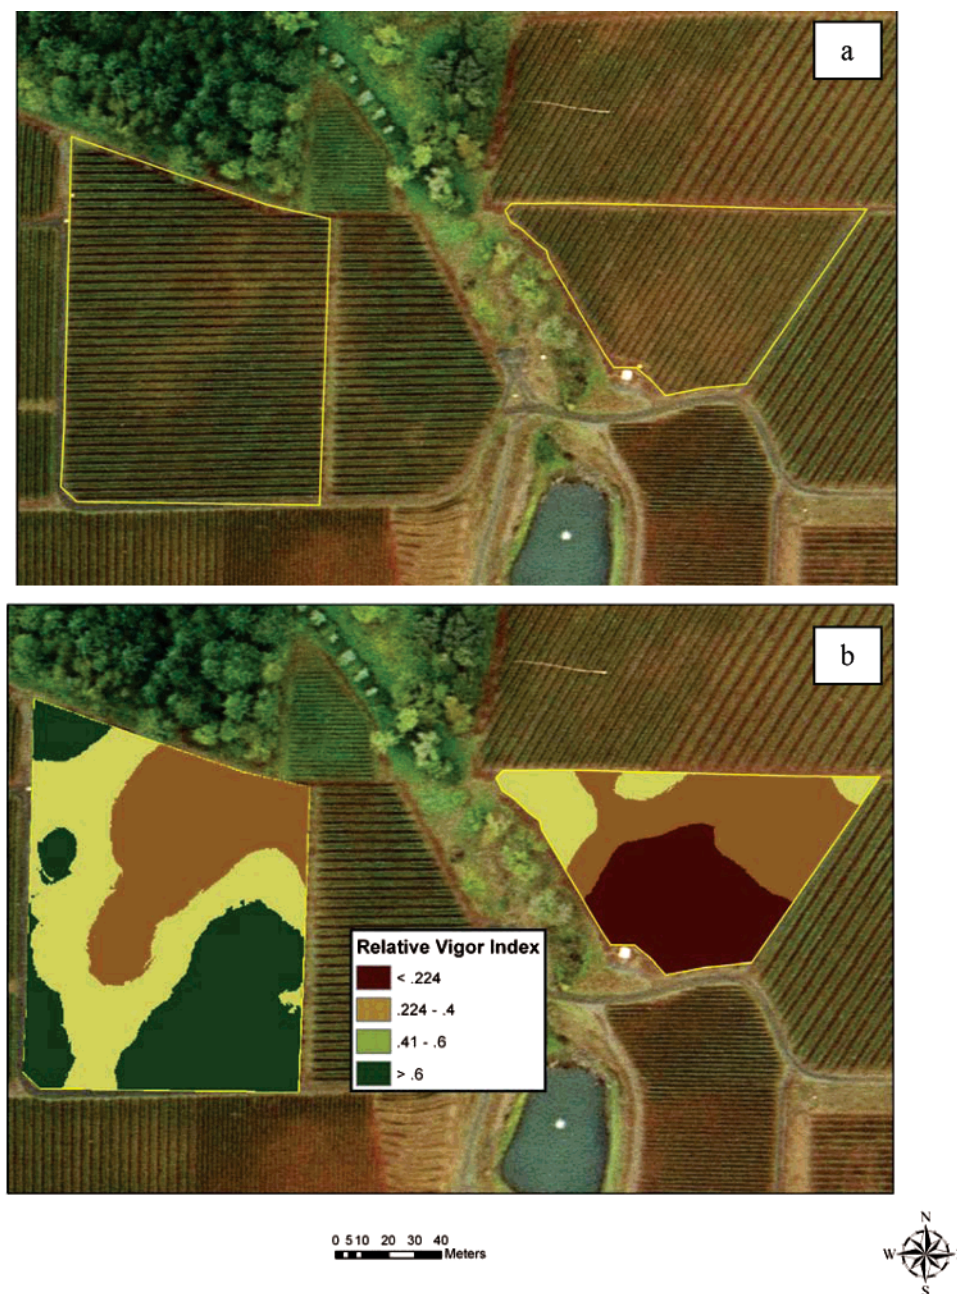 a
b
Relative Vigor Index
< .224
.224 - .4
.41 - .6
> .6
0 5 10 20 30 40
Meters
N
W
S